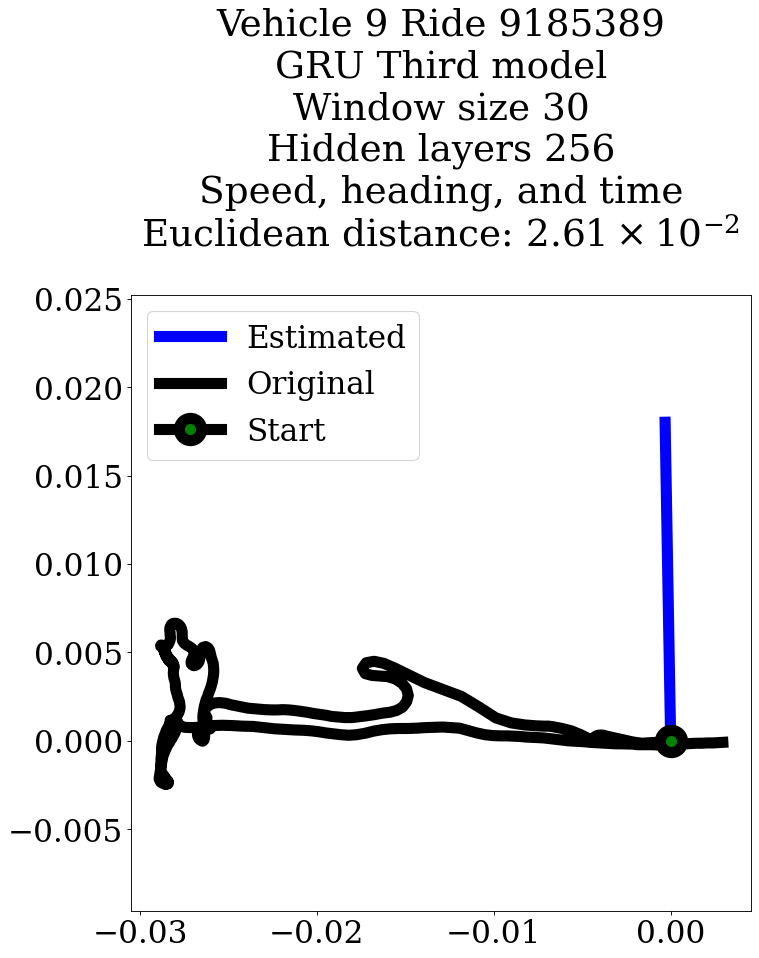 Vehicle 9 Ride 9185389
GRU Third model
Window size 30
Hidden layers 256
Speed, heading, and time
Euclidean distance: 2.61 × 10⁻²
0.025
0.020
0.015
0.010
0.005
0.000
−0.005
Estimated
Original
Start
−0.03
−0.02
−0.01
0.00